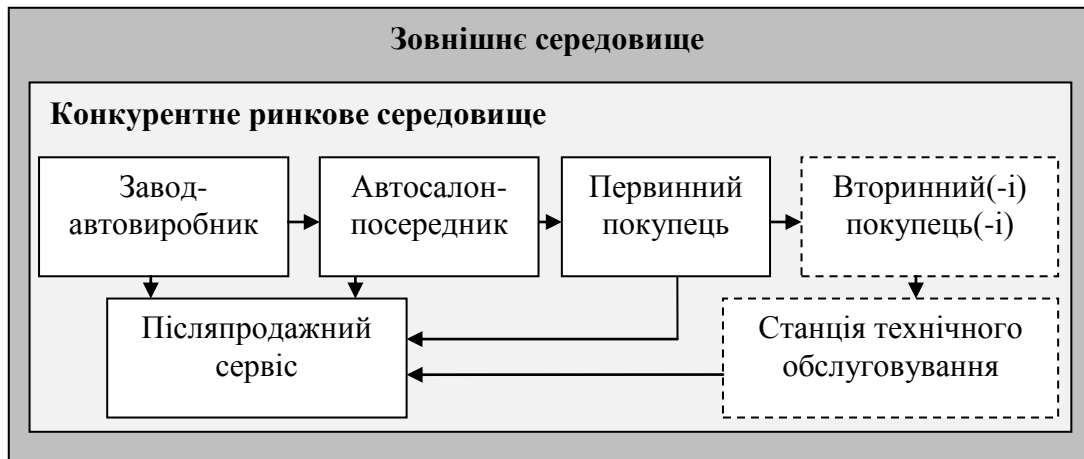 Зовнішнє середовище
Конкурентне ринкове середовище
Завод-
автовиробник
Автосалон-
посередник
Первинний
покупець
Вторинний(-і)
покупець(-і)
Післяпродажний
сервіс
Станція технічного
обслуговування